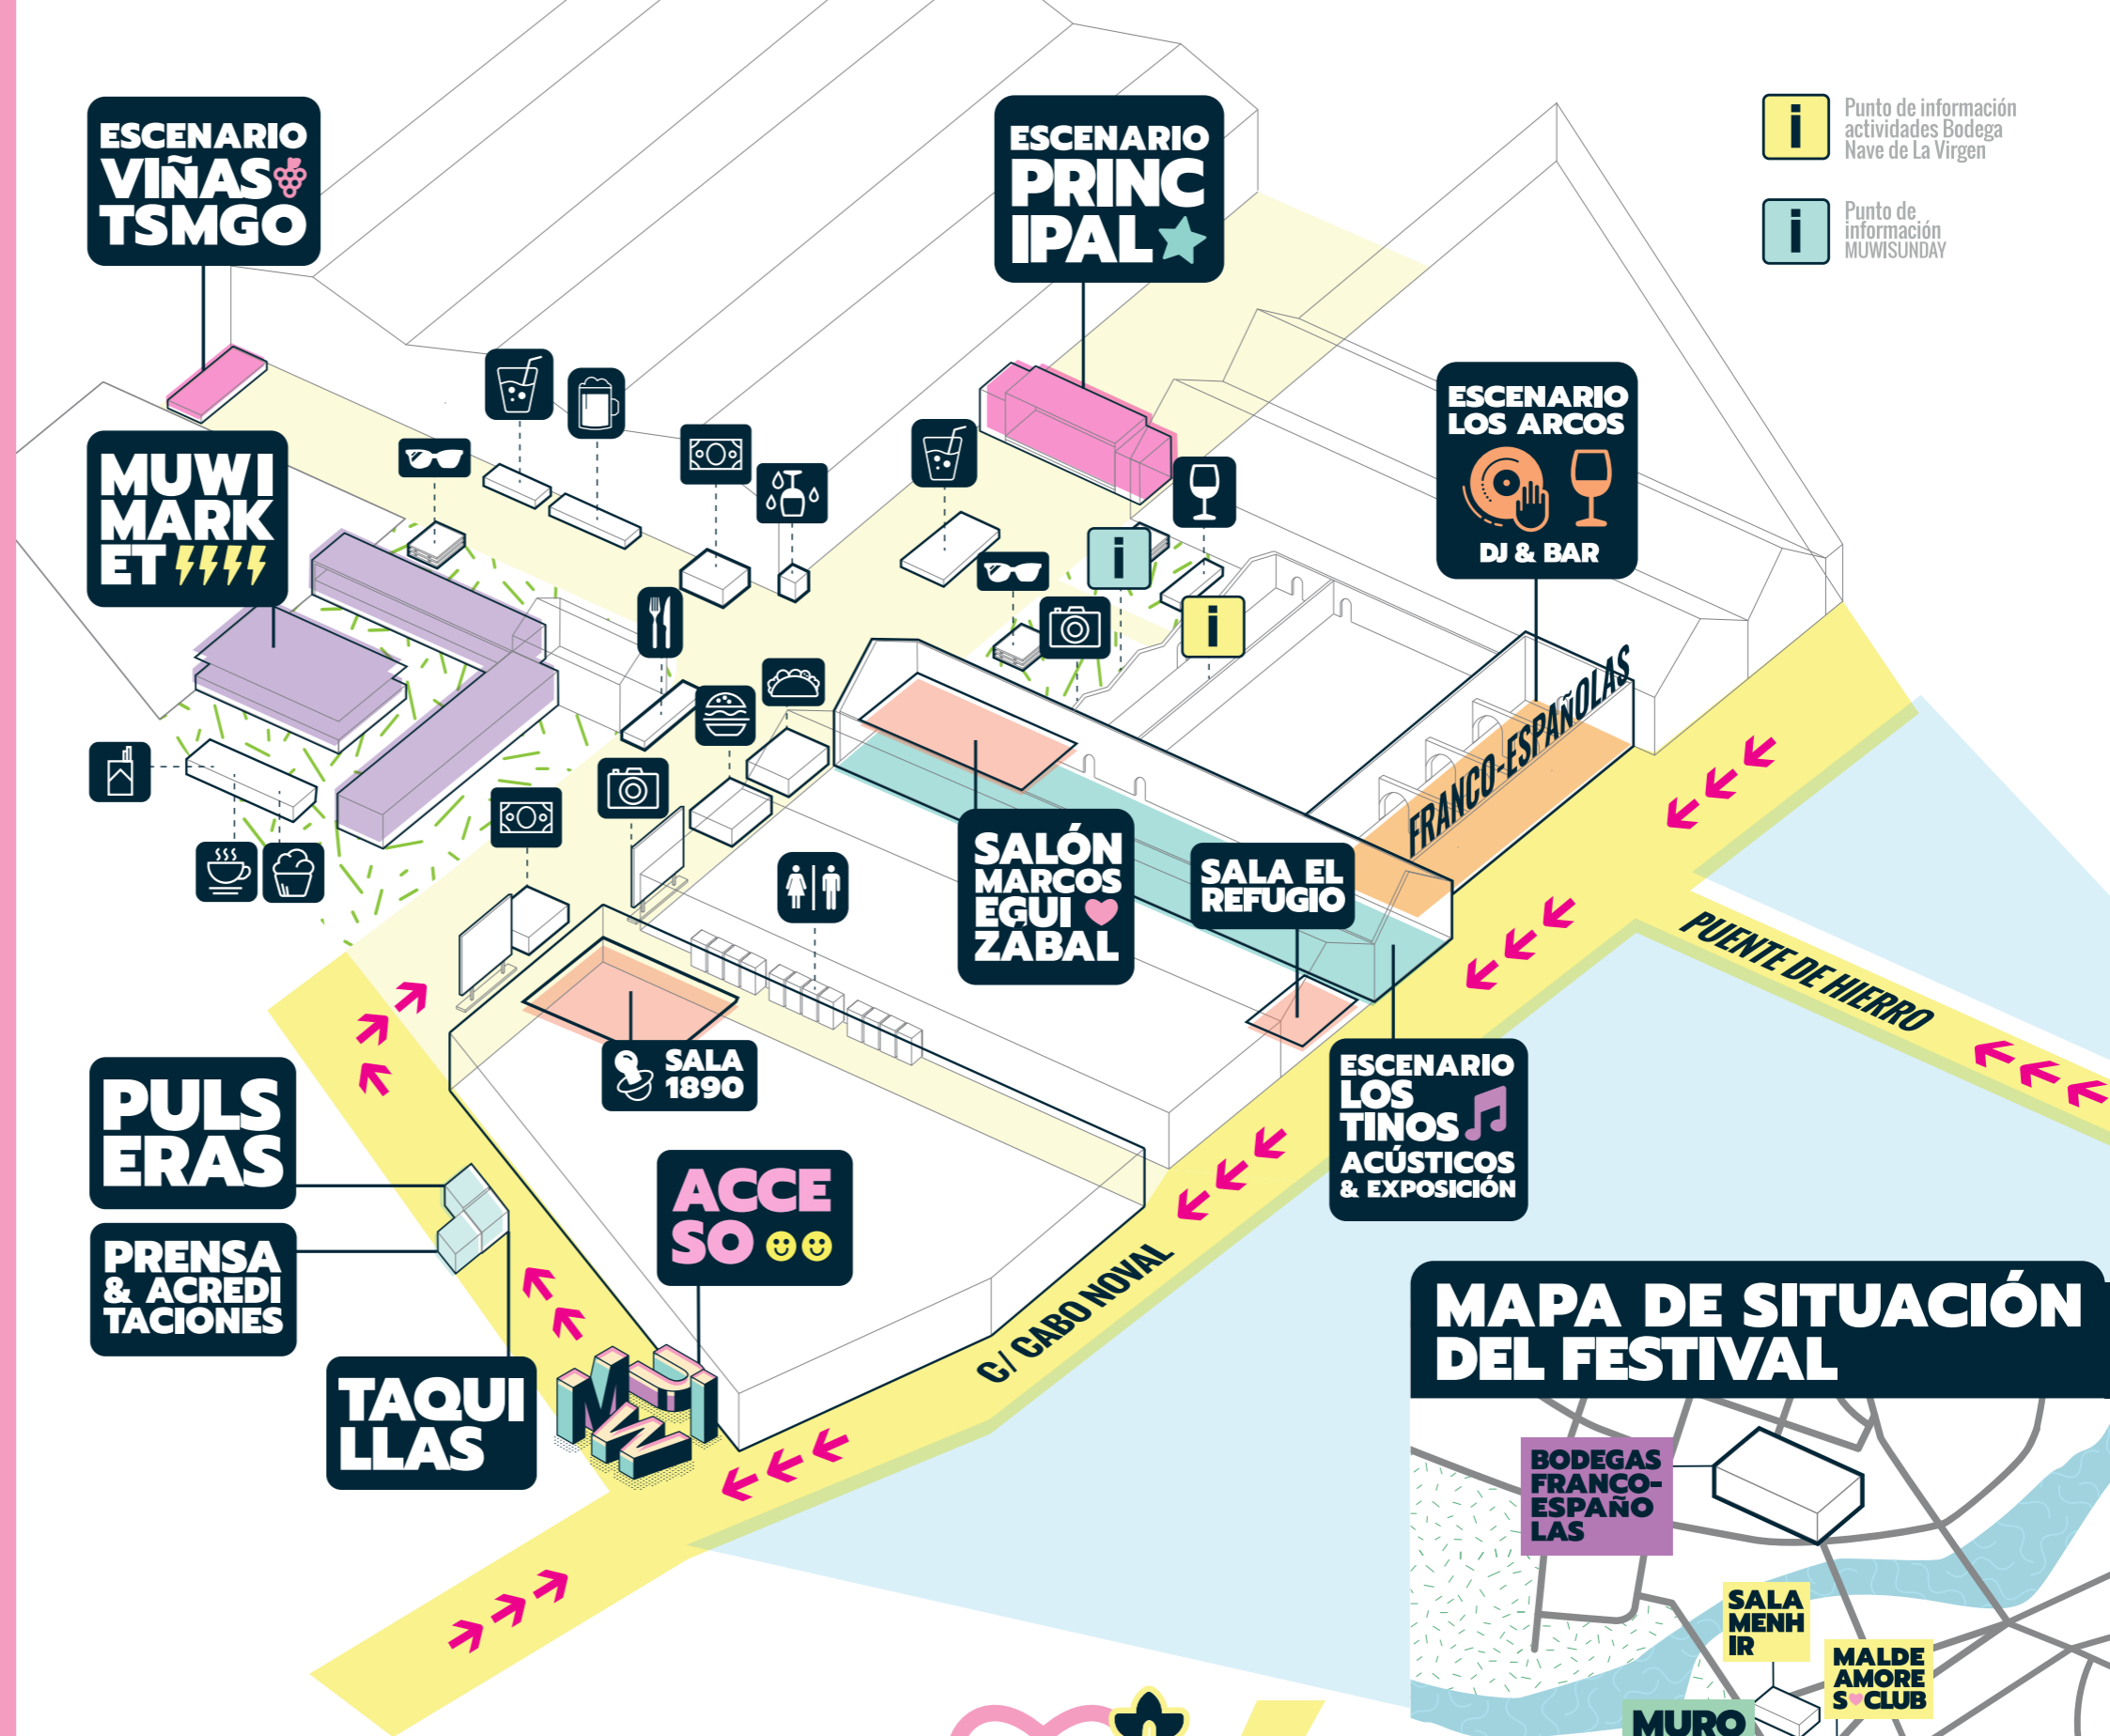 ESCENARIO
VIÑAS
TSMGO
ESCENARIO
PRINC
IPAL
i
Punto de información
actividades Bodega
Nave de La Virgen
i
Punto de
información
MUWISUNDAY
ESCENARIO
LOS ARCOS
DJ & BAR
MUWI
MARK
ET
i
i
FRANCO-ESPAÑOLAS
SALÓN
MARCOS
EGUI
ZÁBAL
SALA EL
REFUGIO
PUENTE DE HIERRO
SALA
1890
ESCENARIO
LOS
TINOS
ACÚSTICOS
& EXPOSICIÓN
PULS
ERAS
PRENSA
& ACREDI
TACIONES
ACCE
SO
TAQUI
LLAS
MUWI
C/ CABO NOVAL
MAPA DE SITUACIÓN
DEL FESTIVAL
BODEGAS
FRANCO-
ESPAÑO
LAS
SALA
MENH
IR
MALDE
AMORE
S CLUB
MURO